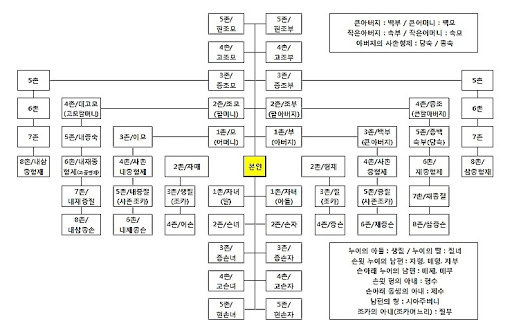 5촌/
현조모
5촌/
현조부
큰아버지 : 백부 / 큰어머니 : 백모
작은아버지 : 숙부 / 작은어머니 : 숙모
아버지의 사촌형제 : 당숙 / 종숙
4촌/
고조모
4촌/
고조부
5촌
3촌/
증조모
3촌/
증조부
5촌
6촌
4촌/대고모
(고모할머니)
2촌/조모
(할머니)
2촌/조부
(할아버지)
4촌/종조
(큰할아버지)
6촌
7촌
5촌/내종숙
3촌/이모
1촌/모
(어머니)
1촌/부
(아버지)
3촌/백부
(큰아버지)
5촌/종백
숙부(당숙)
7촌
8촌/내삼
종형제
6촌/내재종
형제
4촌/사촌
내종형제
2촌/자매
본인
2촌/형제
4촌/사촌
종형제
6촌/
재종형제
8촌/
삼종형제
7촌/
내재종질
5촌/내종질
(사촌조카)
3촌/생질
(조카)
1촌/자녀
(딸)
1촌/자녀
(아들)
3촌/질
(조카)
5촌/종질
(사촌조카)
7촌/재종질
8촌/
내삼종손
6촌/
내재종손
4촌/이손
2촌/손녀
2촌/손자
4촌/종손
6촌/재종손
8촌/삼종손
3촌/
증손녀
3촌/
증손자
누이의 아들 : 생질 / 누이의 딸 : 질녀
손윗 누이의 남편 : 자형, 매형, 자부
손아래 누이의 남편 : 매제, 매부
손윗 형의 아내 : 형수
손아래 동생의 아내 : 제수
남편의 형 : 시아주버니
조카의 아내(조카며느리) : 질부
4촌/
고손녀
4촌/
고손자
5촌/
현손녀
5촌/
현손자